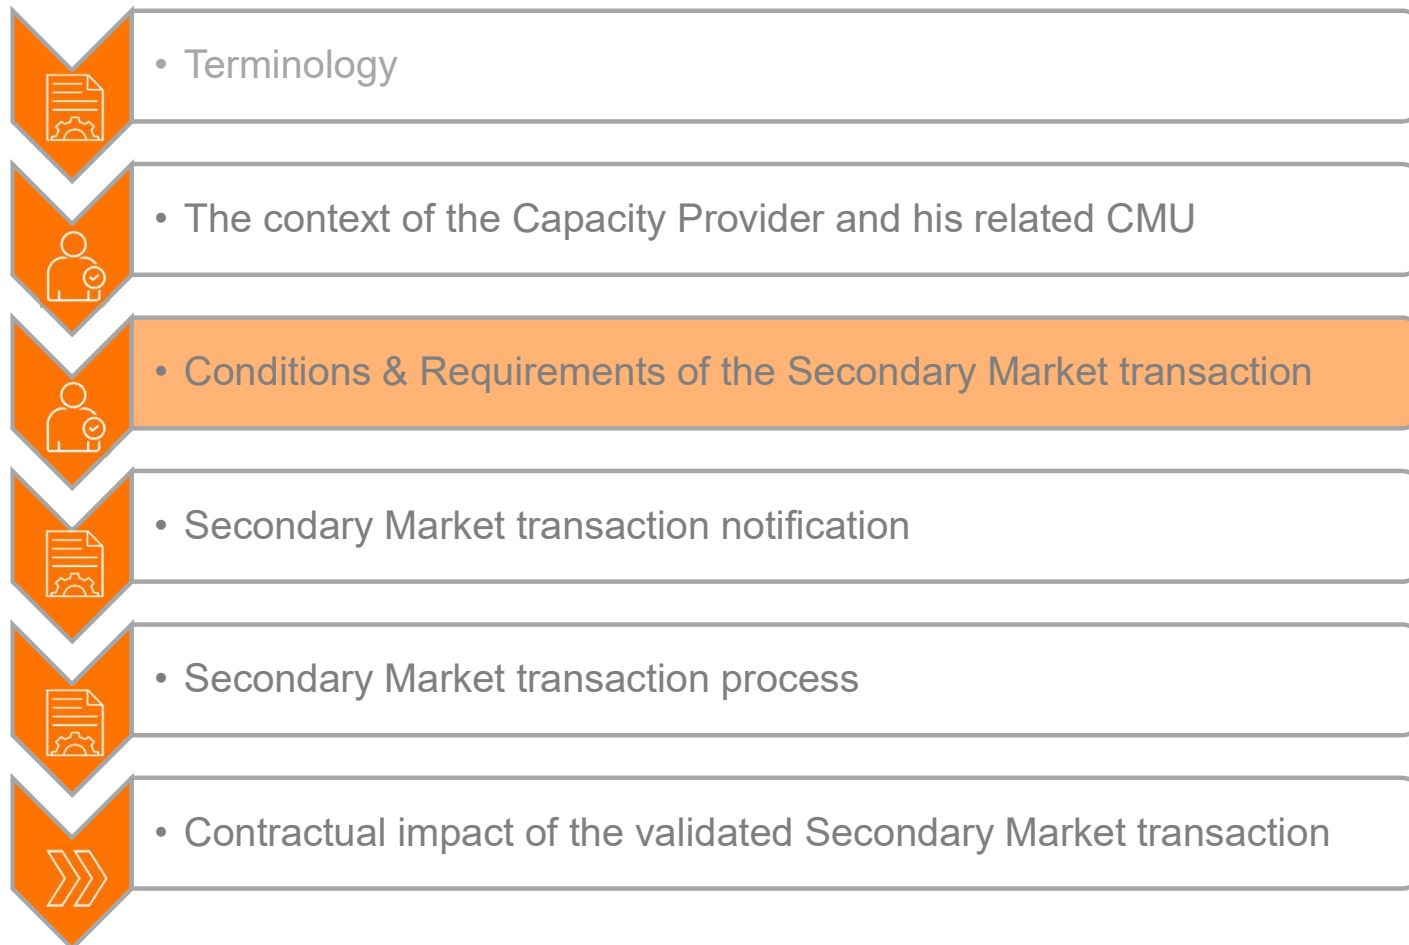 • Terminology
• The context of the Capacity Provider and his related CMU
• Conditions & Requirements of the Secondary Market transaction
• Secondary Market transaction notification
• Secondary Market transaction process
• Contractual impact of the validated Secondary Market transaction